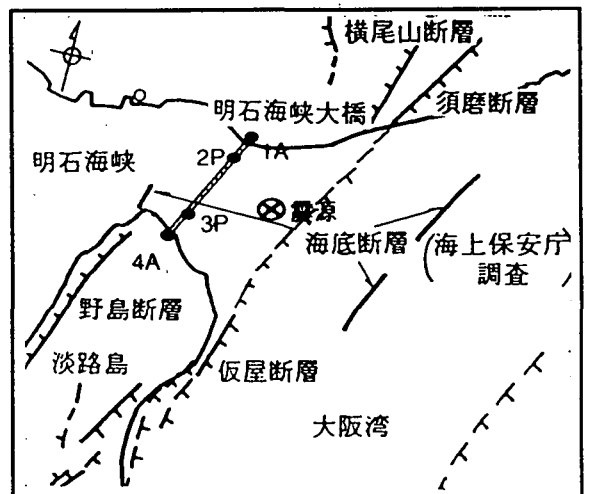 横尾山断層
須磨断層
明石海峡大橋
1A
2P
明石海峡
震源
3P
海底断層
(海上保安庁
調査)
4A
野島断層
淡路島
仮屋断層
大阪湾